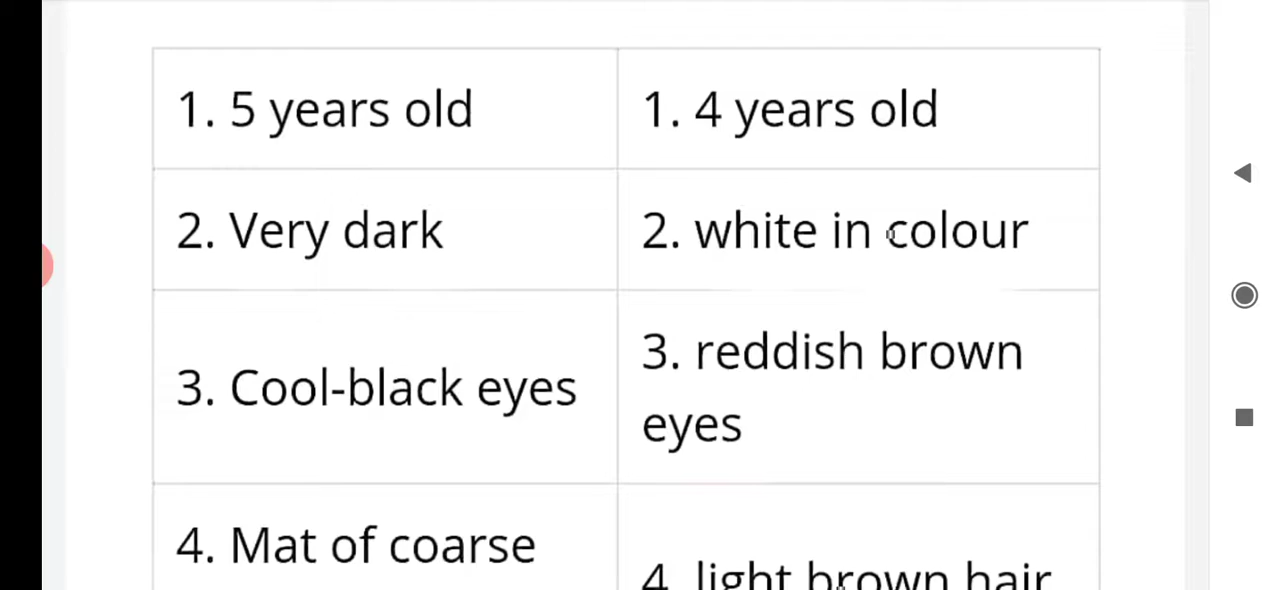 1. 5 years old
1. 4 years old
2. Very dark
2. white in colour
3. Cool-black eyes
3. reddish brown
eyes
4. Mat of coarse
4. light brown hair